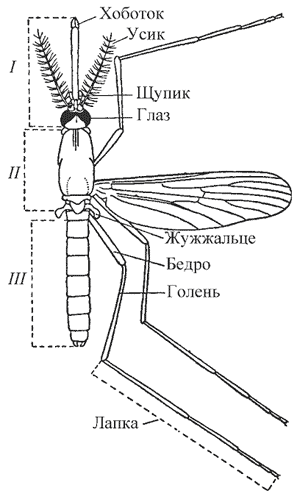 Хоботок
Усик
I
Щупик
Глаз
II
Жужжальце
Бедро
III
Голень
Лапка